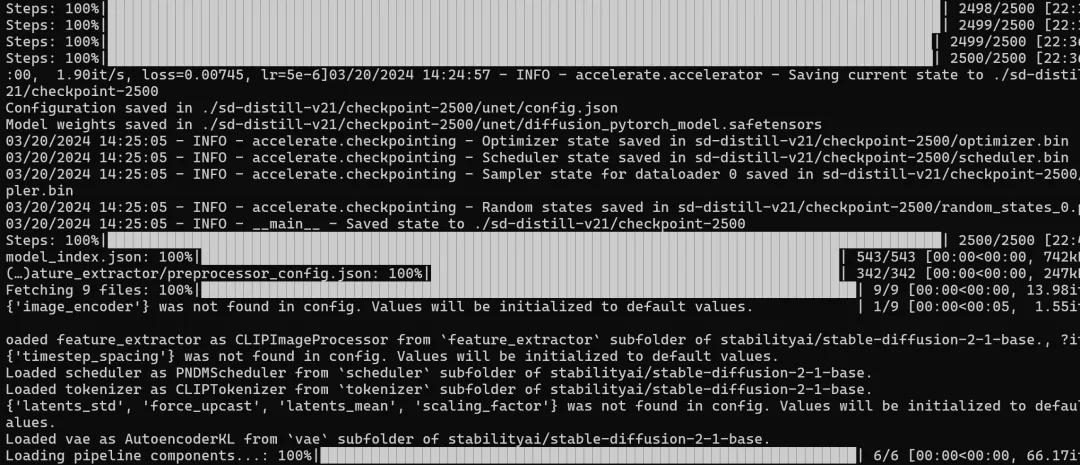 Steps: 100%| | 2498/2500 [22:
Steps: 100%| | 2499/2500 [22:
Steps: 100%| | 2499/2500 [22:3
Steps: 100%| | 2500/2500 [22:3
:00, 1.90it/s, loss=0.00745, lr=5e-6]03/20/2024 14:24:57 - INFO - accelerate.accelerator - Saving current state to ./sd-disti
21/checkpoint-2500
Configuration saved in ./sd-distill-v21/checkpoint-2500/unet/config.json
Model weights saved in ./sd-distill-v21/checkpoint-2500/unet/diffusion_pytorch_model.safetensors
03/20/2024 14:25:05 - INFO - accelerate.checkpointing - Optimizer state saved in sd-distill-v21/checkpoint-2500/optimizer.bin
03/20/2024 14:25:05 - INFO - accelerate.checkpointing - Scheduler state saved in sd-distill-v21/checkpoint-2500/scheduler.bin
03/20/2024 14:25:05 - INFO - accelerate.checkpointing - Sampler state for dataloader 0 saved in sd-distill-v21/checkpoint-2500/
pler.bin
03/20/2024 14:25:05 - INFO - accelerate.checkpointing - Random states saved in sd-distill-v21/checkpoint-2500/random_states_0.p
03/20/2024 14:25:05 - INFO - __main__ - Saved state to ./sd-distill-v21/checkpoint-2500
Steps: 100%| | 2500/2500 [22:
model_index.json: 100%| | 543/543 [00:00<00:00, 742k
(…)ature_extractor/preprocessor_config.json: 100%| | 342/342 [00:00<00:00, 247k
Fetching 9 files: 100%| | 9/9 [00:00<00:00, 13.98it
{'image_encoder'} was not found in config. Values will be initialized to default values. | 1/9 [00:00<00:05, 1.55it
oaded feature_extractor as CLIPImageProcessor from `feature_extractor` subfolder of stabilityai/stable-diffusion-2-1-base., ?it
{'timestep_spacing'} was not found in config. Values will be initialized to default values.
Loaded scheduler as PNDMScheduler from `scheduler` subfolder of stabilityai/stable-diffusion-2-1-base.
Loaded tokenizer as CLIPTokenizer from `tokenizer` subfolder of stabilityai/stable-diffusion-2-1-base.
{'latents_std', 'force_upcast', 'latents_mean', 'scaling_factor'} was not found in config. Values will be initialized to defau
alues.
Loaded vae as AutoencoderKL from `vae` subfolder of stabilityai/stable-diffusion-2-1-base.
Loading pipeline components...: 100%| | 6/6 [00:00<00:00, 66.17i